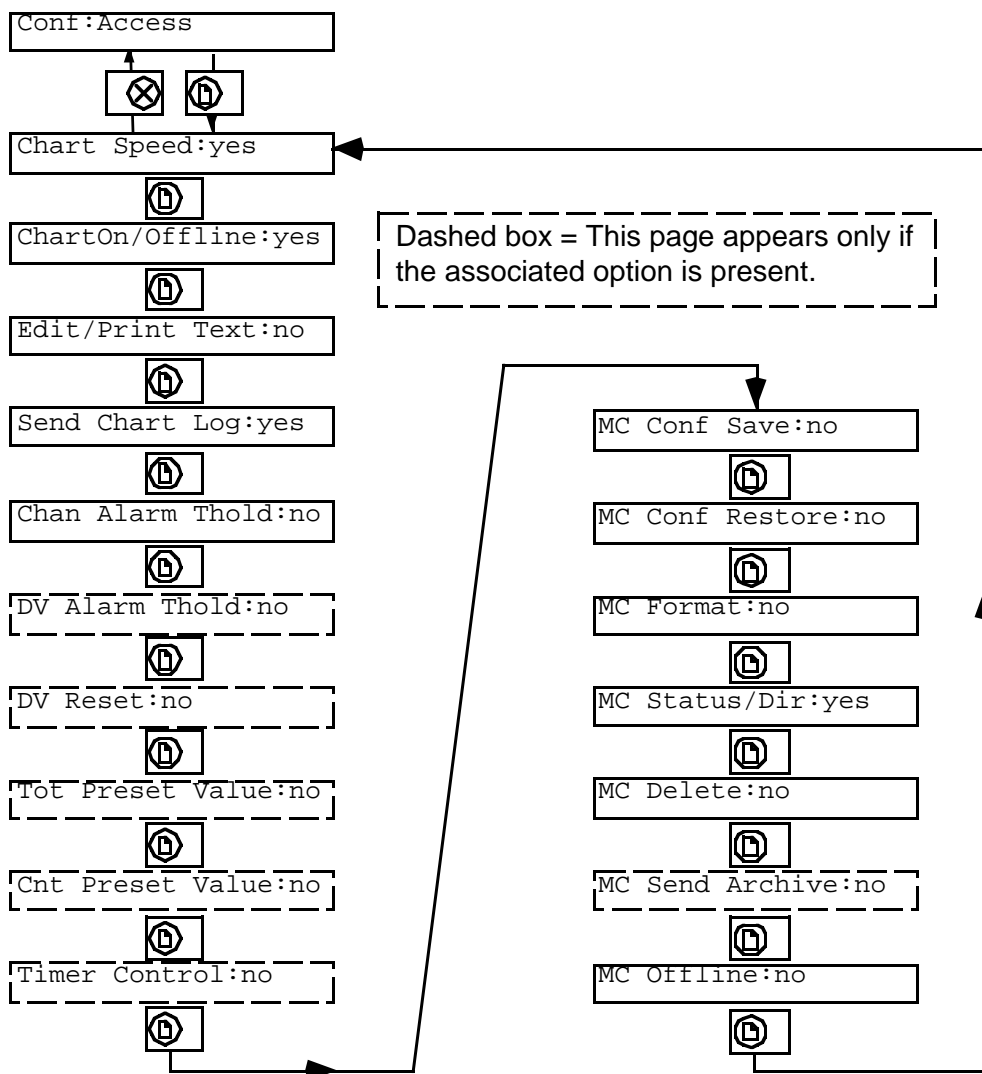 Conf:Access
Chart Speed:yes
ChartOn/Offline:yes
Edit/Print Text:no
Send Chart Log:yes
Chan Alarm Thold:no
DV Alarm Thold:no
DV Reset:no
Tot Preset Value:no
Cnt Preset Value:no
Timer Control:no
Dashed box = This page appears only if
the associated option is present.
MC Conf Save:no
MC Conf Restore:no
MC Format:no
MC Status/Dir:yes
MC Delete:no
MC Send Archive:no
MC Offline:no